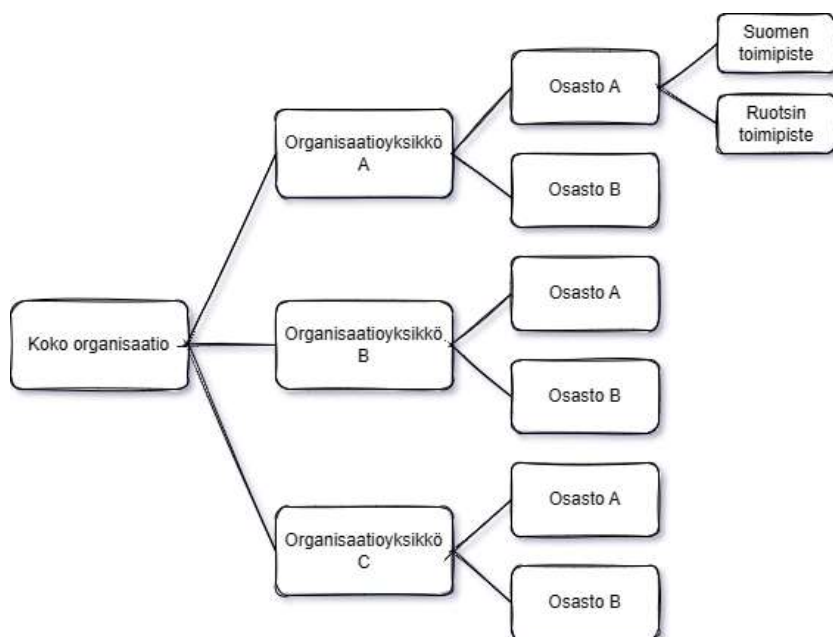 Koko organisaatio
Organisaatioyksikkö
A
Osasto A
Suomen
toimipiste
Ruotsin
toimipiste
Osasto B
Organisaatioyksikkö
B
Osasto A
Osasto B
Organisaatioyksikkö
C
Osasto A
Osasto B